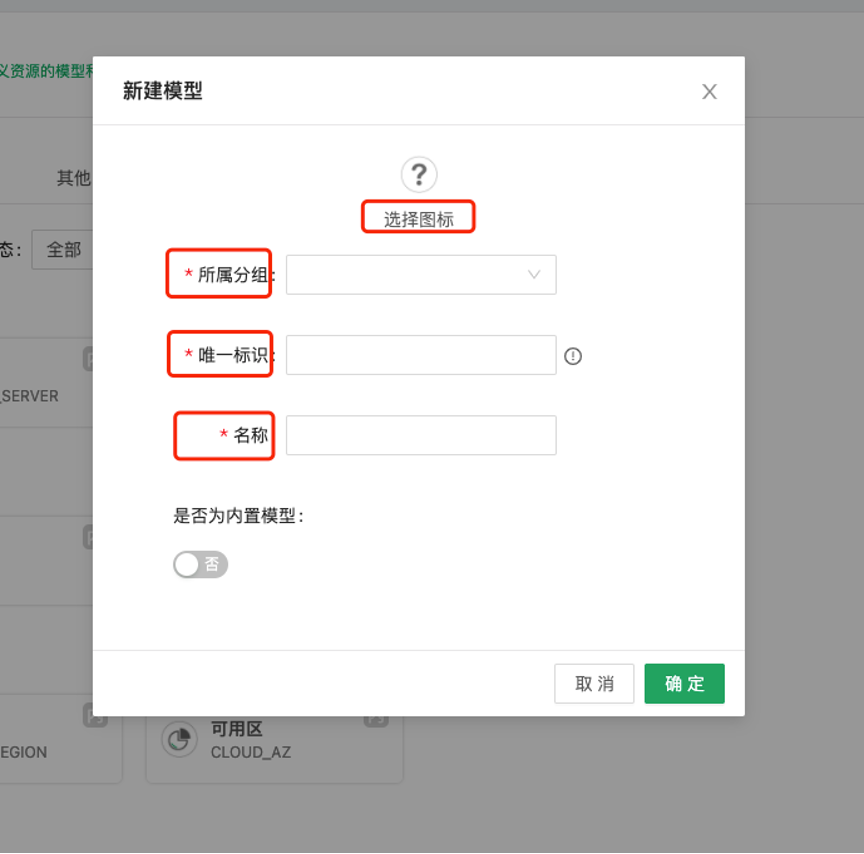 新建模型
X
义资源的模型和
?
选择图标
其他
态：
全部
* 所属分组:
* 唯一标识:
* 名称
_SERVER
是否为内置模型：
否
取 消
确 定
可用区
EGION
CLOUD_AZ